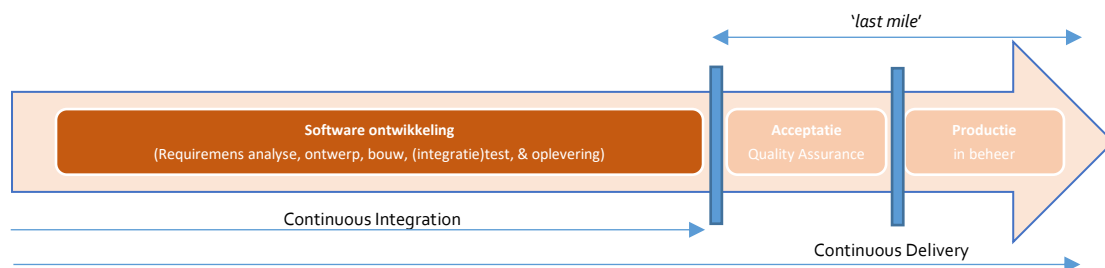 'last mile'
Software ontwikkeling
(Requiremens analyse, ontwerp, bouw, (integratie)test, & oplevering)
Acceptatie
Quality Assurance
Productie
in beheer
Continuous Integration
Continuous Delivery